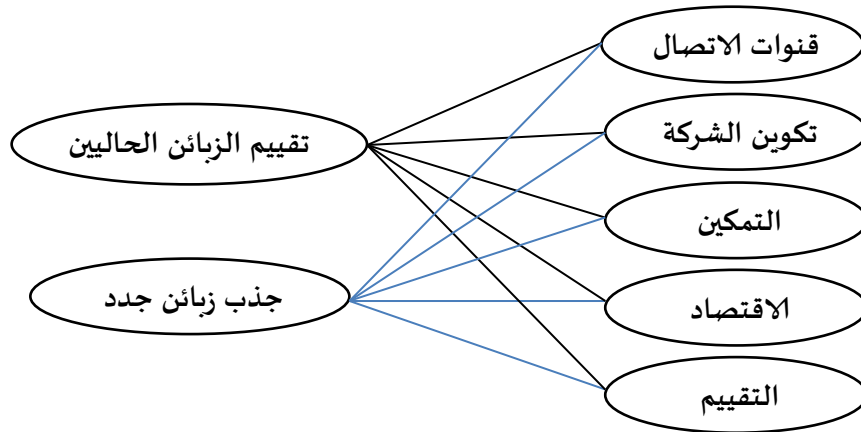 قنوات الاتصال
تكوين الشركة
تقييم الزبائن الحاليين
التمكين
جذب زبائن جدد
الاقتصاد
التقييم